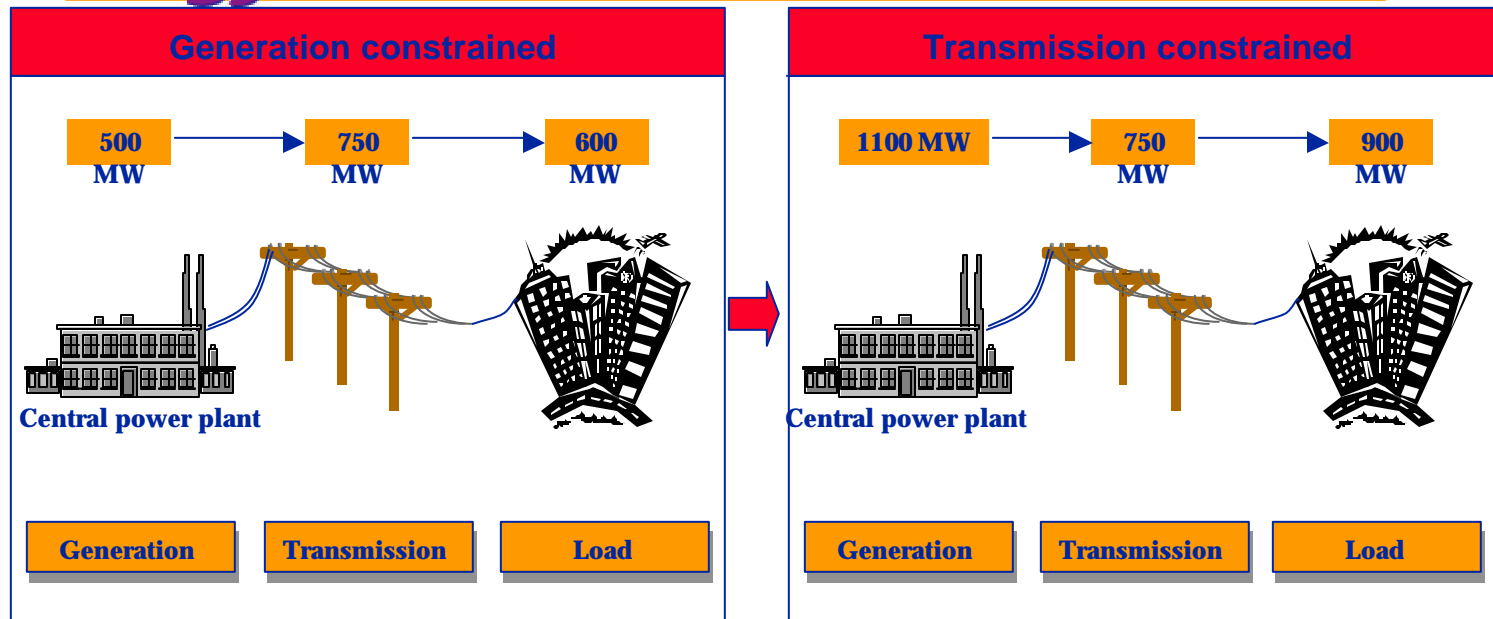 Generation constrained
500
MW
750
MW
600
MW
Central power plant
Generation
Transmission
Load
Transmission constrained
1100 MW
750
MW
900
MW
Central power plant
Generation
Transmission
Load